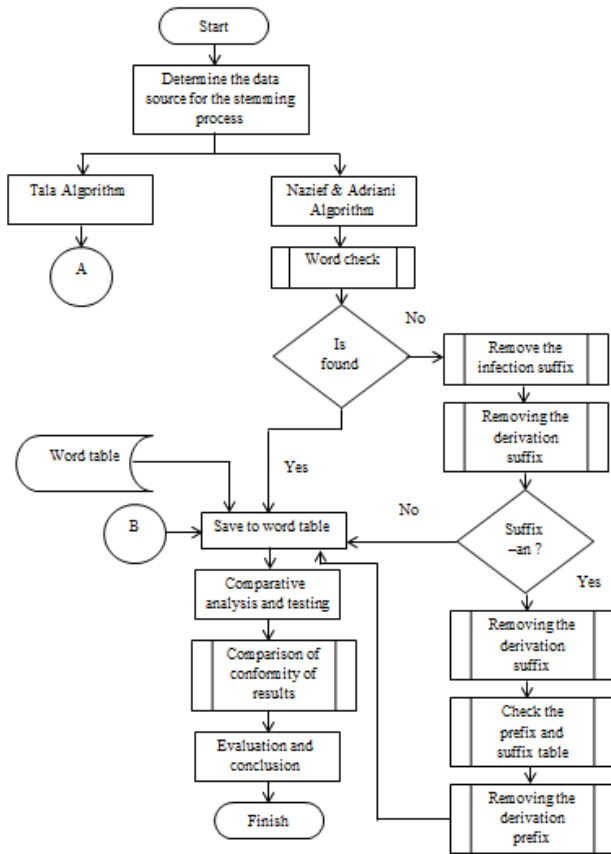 Start
Determine the data
source for the stemming
process
Tala Algorithm
Nazief & Adriani
Algorithm
A
Word check
No
Is
found
Remove the
infection suffix
Removing the
derivation
suffix
Word table
Yes
B
Save to word table
No
Suffix
–an ?
Yes
Comparative
analysis and testing
Removing the
derivation
suffix
Comparison of
conformity of
results
Check the
prefix and
suffix table
Evaluation and
conclusion
Removing the
derivation
prefix
Finish